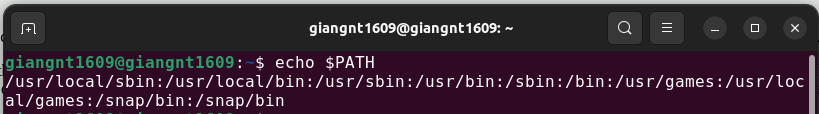 giangnt1609@giangnt1609: ~
giangnt1609@giangnt1609:~$ echo $PATH
/usr/local/sbin:/usr/local/bin:/usr/sbin:/usr/bin:/sbin:/bin:/usr/games:/usr/loc
al/games:/snap/bin:/snap/bin